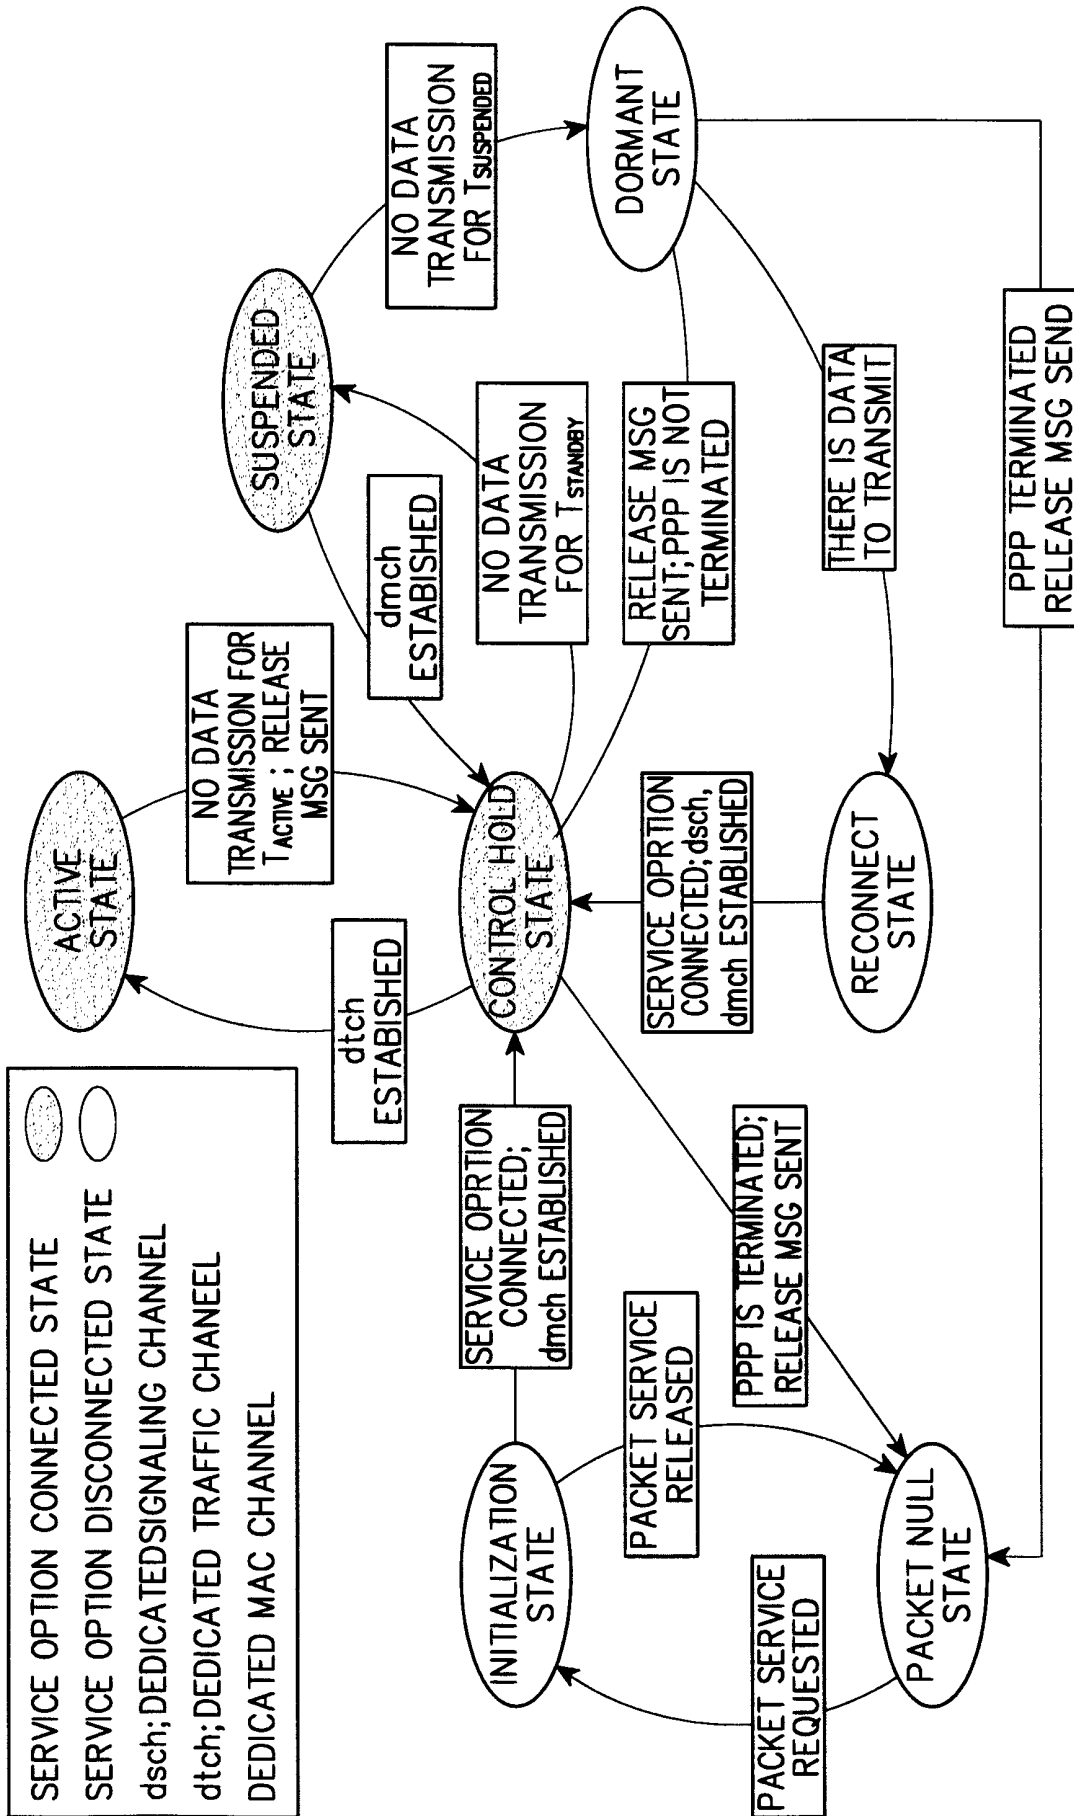 SERVICE OPTION CONNECTED STATE
SERVICE OPTION DISCONNECTED STATE
dsch;DEDICATEDSIGNALING CHANNEL
dtch;DEDICATED TRAFFIC CHANEEL
DEDICATED MAC CHANNEL
ACTIVE
STATE
NO DATA
TRANSMISSION FOR
TACTIVE ; RELEASE
MSG SENT
dtch
ESTABISHED
SUSPENDED
STATE
dmch
ESTABISHED
NO DATA
TRANSMISSION
FOR TSUSPENDED
NO DATA
TRANSMISSION
FOR TSTANDBY
CONTROL HOLD
STATE
SERVICE OPRTION
CONNECTED;
dmch ESTABLISHED
INITIALIZATION
STATE
DORMANT
STATE
RELEASE MSG
SENT;PPP IS NOT
TERMINATED
SERVICE OPRTION
CONNECTED;dsch,
dmch ESTABLISHED
PACKET SERVICE
RELEASED
PPP IS TERMINATED;
RELEASE MSG SENT
THERE IS DATA
TO TRANSMIT
RECONNECT
STATE
PACKET SERVICE
REQUESTED
PACKET NULL
STATE
PPP TERMINATED
RELEASE MSG SEND